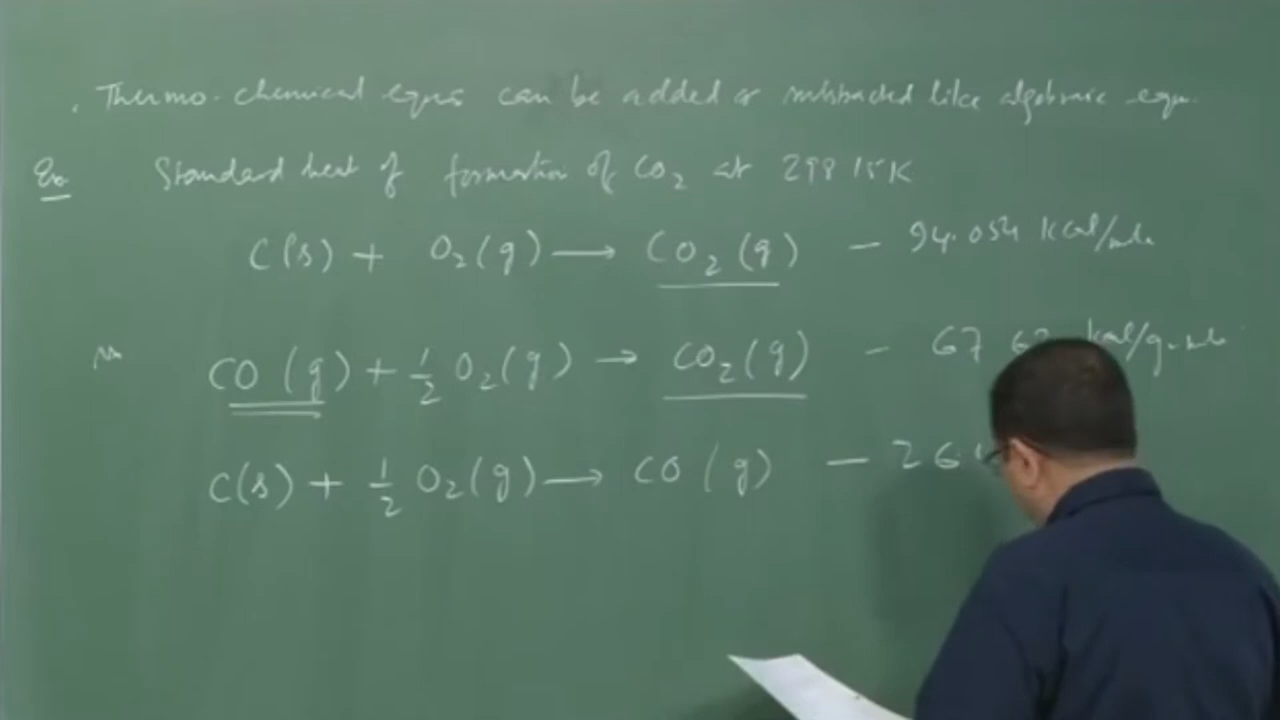 . Thermo-chemical eqns can be added or subtracted like algebraic eqn.
Ex. Standard heat of formation of CO₂ at 298 15K
C(s) + O₂(g) → CO₂(g) - 94.054 kcal/mole
CO(g) + 1/2 O₂(g) → CO₂(g) - 67 kcal/g.mole
C(s) + 1/2 O₂(g) → CO(g) - 26.